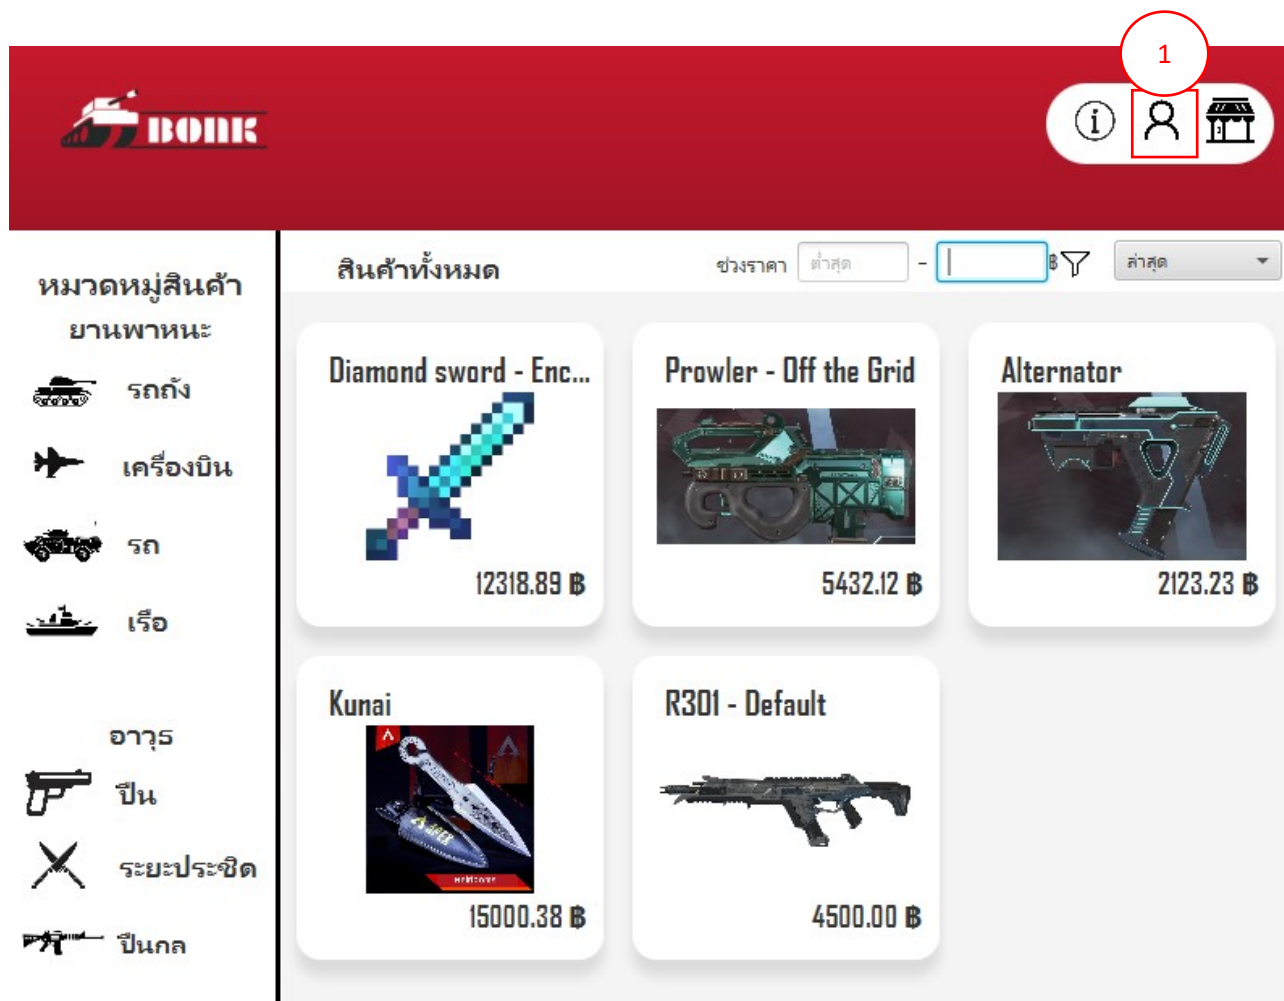 1
BONK
i
หมวดหมู่สินค้า
ยานพาหนะ
รถถัง
เครื่องบิน
รถ
เรือ
อาวุธ
ปืน
ระยะประชิด
ปืนกล
สินค้าทั้งหมด
ช่วงราคา ต่ำสุด - ฿ ล่าสุด
Diamond sword - Enc...
12318.89 ฿
Prowler - Off the Grid
5432.12 ฿
Alternator
2123.23 ฿
Kunai
APEX
HEIRLOOMS
15000.38 ฿
R301 - Default
4500.00 ฿